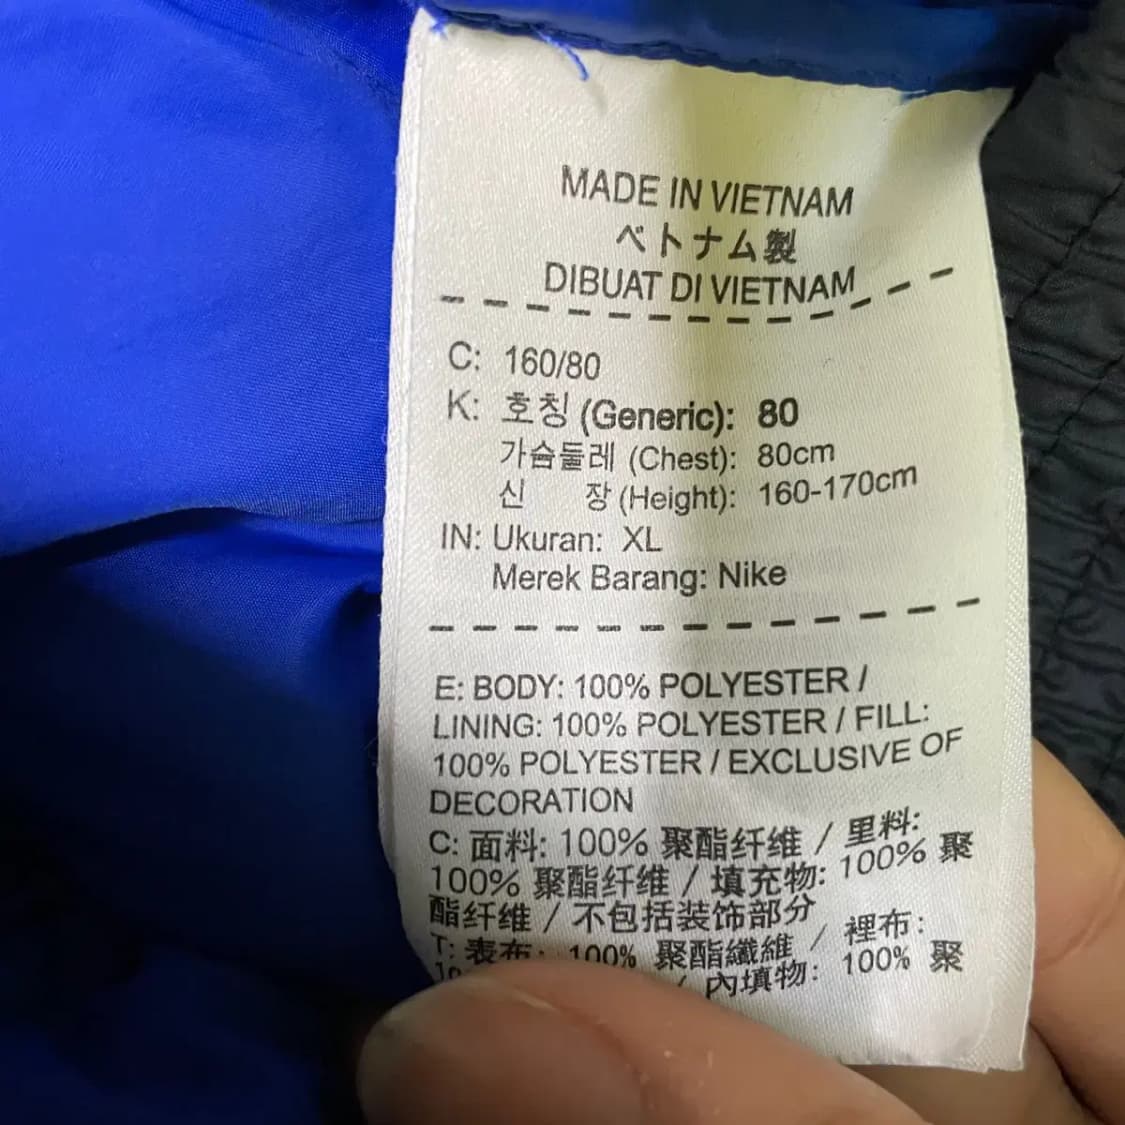 MADE IN VIETNAM
ベトナム製
DIBUAT DI VIETNAM
C: 160/80
K: 호칭 (Generic): 80
가슴둘레 (Chest): 80cm
신 장 (Height): 160-170cm
IN: Ukuran: XL
Merek Barang: Nike
E: BODY: 100% POLYESTER /
LINING: 100% POLYESTER / FILL:
100% POLYESTER / EXCLUSIVE OF
DECORATION
C: 面料: 100% 聚酯纤维 / 里料:
100% 聚酯纤维 / 填充物: 100% 聚
酯纤维 / 不包括装饰部分
T: 表布: 100% 聚酯纖維 / 裡布:
/ 內填物: 100% 聚